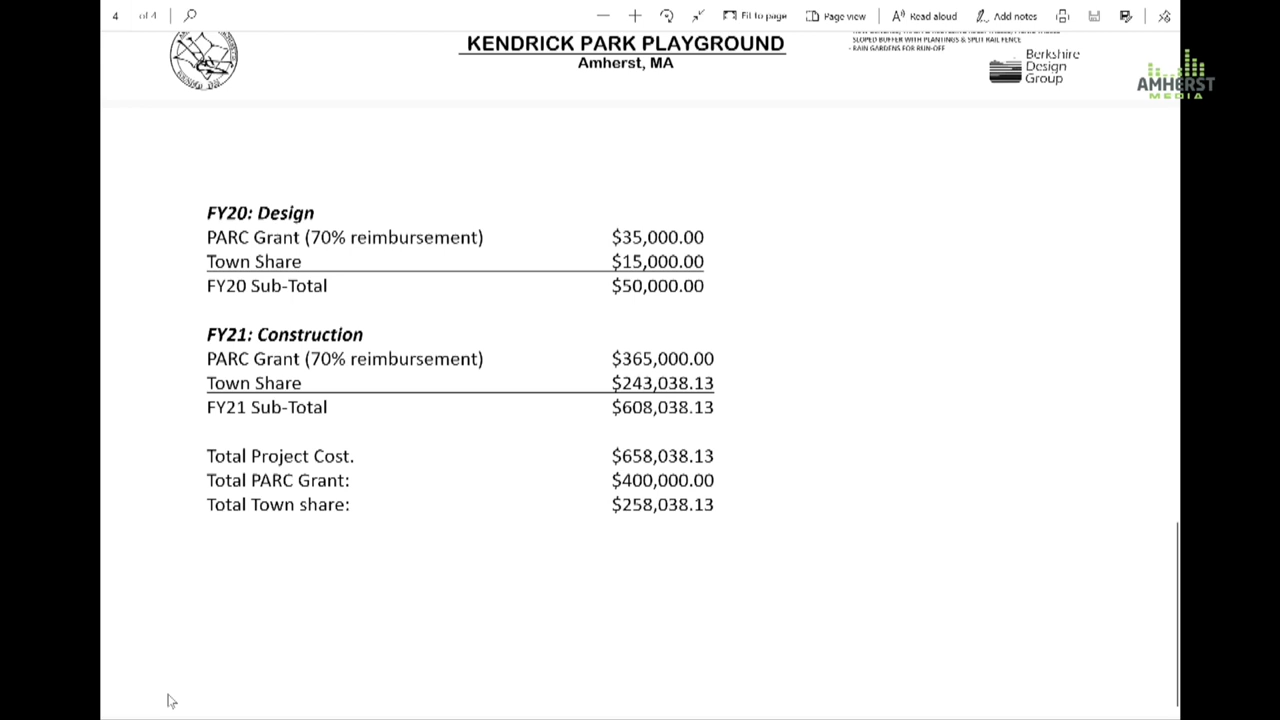 4 of 4
Fit to page
Page view
Read aloud
Add notes
KENDRICK PARK PLAYGROUND
Amherst, MA
SLOPED BUFFER WITH PLANTINGS & SPLIT RAIL FENCE
- RAIN GARDENS FOR RUN-OFF
Berkshire
Design
Group
AMHERST
MEDIA
FY20: Design
PARC Grant (70% reimbursement) $35,000.00
Town Share $15,000.00
FY20 Sub-Total $50,000.00
FY21: Construction
PARC Grant (70% reimbursement) $365,000.00
Town Share $243,038.13
FY21 Sub-Total $608,038.13
Total Project Cost. $658,038.13
Total PARC Grant: $400,000.00
Total Town share: $258,038.13